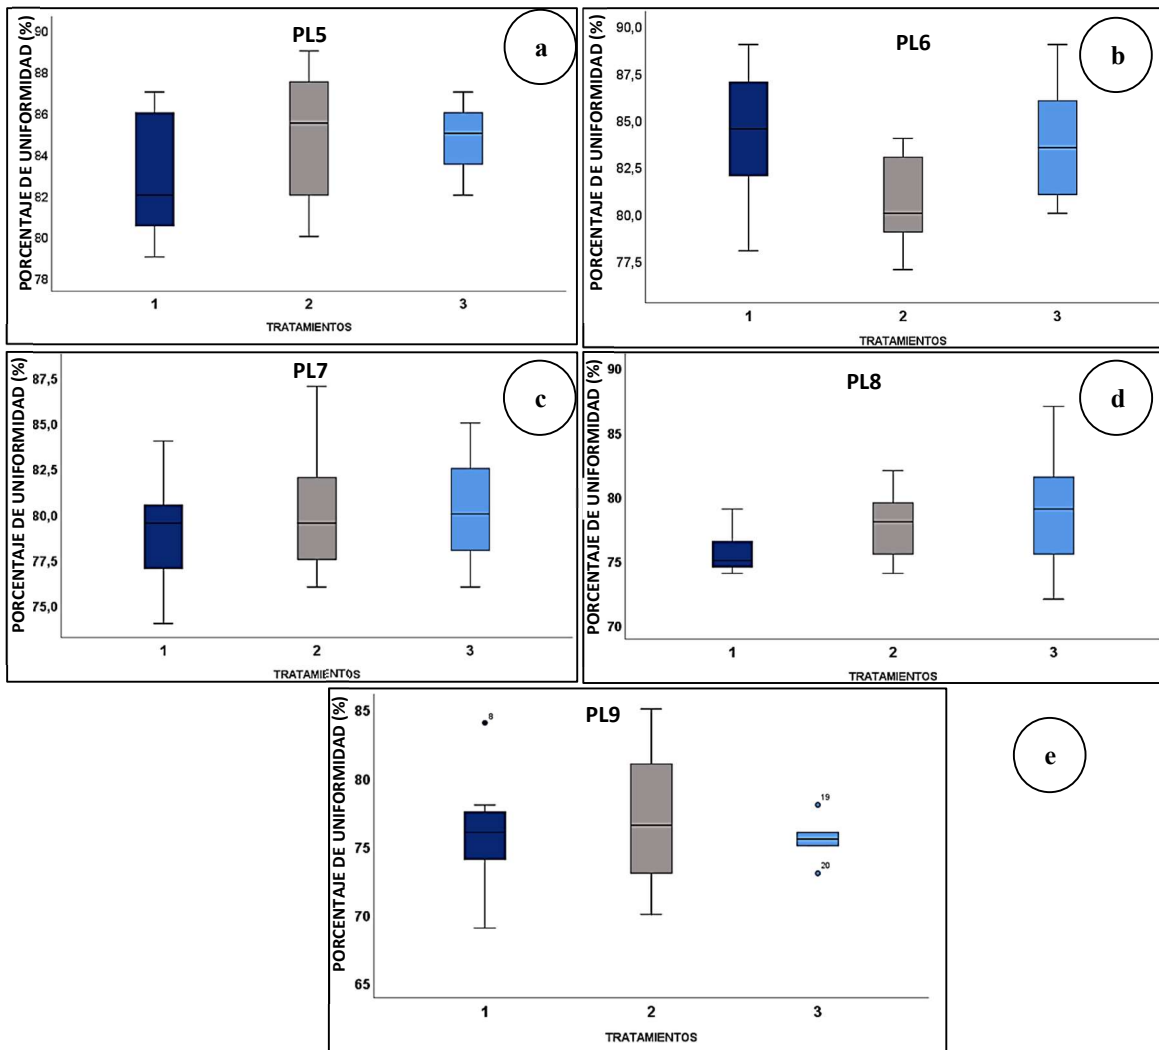 PORCENTAJE DE UNIFORMIDAD (%)
PL5
a
90
88
86
84
82
80
78
1 2 3
TRATAMIENTOS
PORCENTAJE DE UNIFORMIDAD (%)
PL6
b
90,0
87,5
85,0
82,5
80,0
77,5
1 2 3
TRATAMIENTOS
PORCENTAJE DE UNIFORMIDAD (%)
PL7
c
87,5
85,0
82,5
80,0
77,5
75,0
1 2 3
TRATAMIENTOS
PORCENTAJE DE UNIFORMIDAD (%)
PL8
d
90
85
80
75
70
1 2 3
TRATAMIENTOS
PORCENTAJE DE UNIFORMIDAD (%)
PL9
e
85
80
75
70
65
8
19
20
1 2 3
TRATAMIENTOS